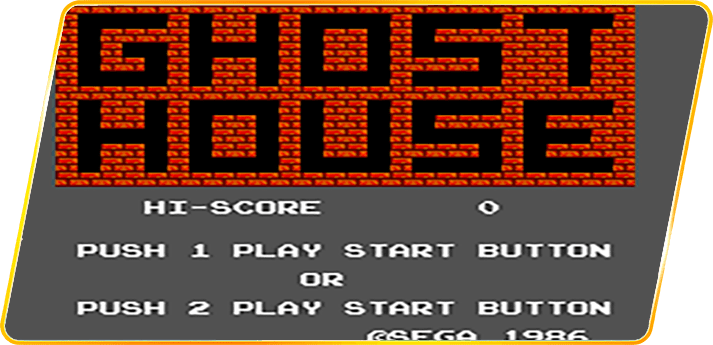 GHOST
HOUSE
HI-SCORE 0
PUSH 1 PLAY START BUTTON
OR
PUSH 2 PLAY START BUTTON
@SEGA 1986